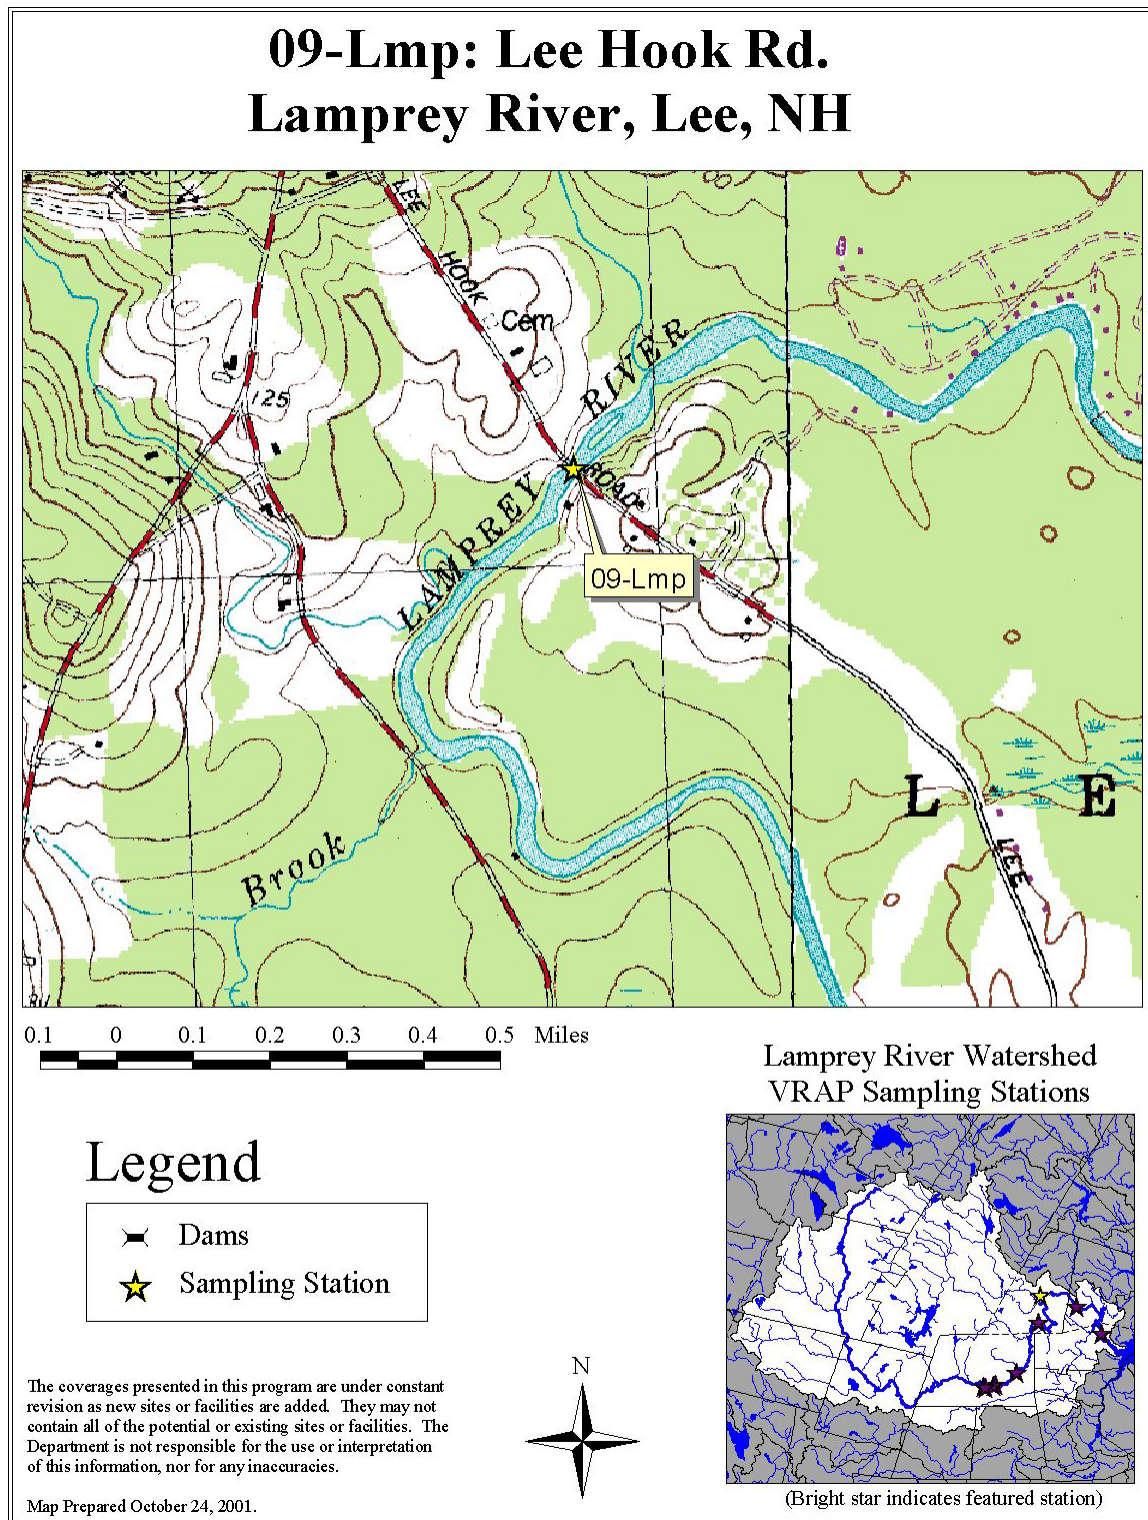 09-Lmp: Lee Hook Rd.
Lamprey River, Lee, NH
LEE
HOOK
Cem
RIVER
125
ROAD
LAMPREY
09-Lmp
L E
LEE
Brook
0.1 0 0.1 0.2 0.3 0.4 0.5 Miles
Lamprey River Watershed
VRAP Sampling Stations
Legend
Dams
Sampling Station
N
The coverages presented in this program are under constant
revision as new sites or facilities are added. They may not
contain all of the potential or existing sites or facilities. The
Department is not responsible for the use or interpretation
of this information, nor for any inaccuracies.
Map Prepared October 24, 2001.
(Bright star indicates featured station)